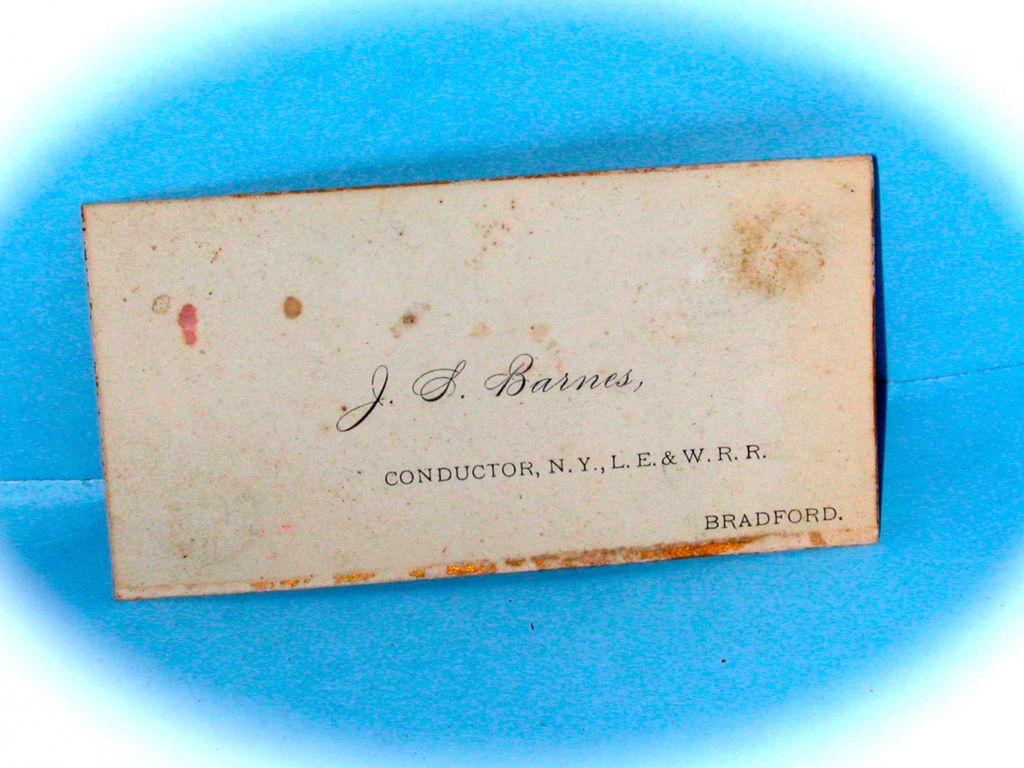 J. S. Barnes,
CONDUCTOR, N. Y., L. E. & W. R. R.
BRADFORD.